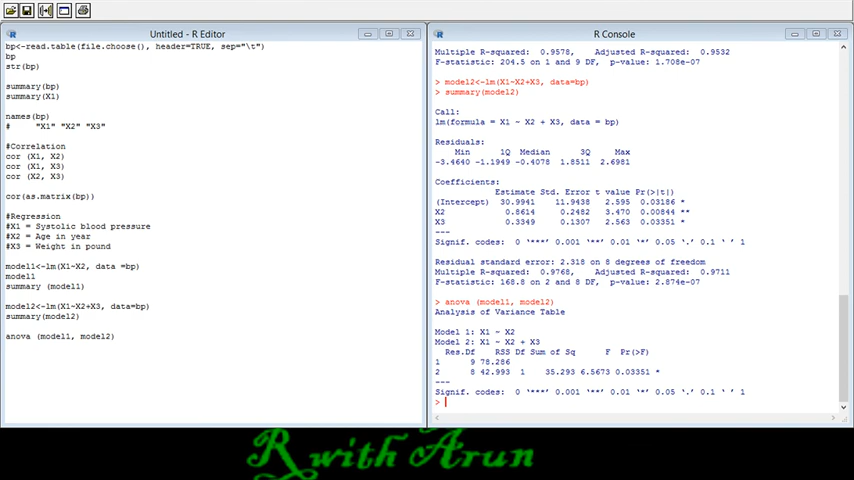 Untitled - R Editor
bp<-read.table(file.choose(), header=TRUE, sep="\t")
bp
str(bp)
summary(bp)
summary(X1)
names(bp)
# "X1" "X2" "X3"
#Correlation
cor (X1, X2)
cor (X1, X3)
cor (X2, X3)
cor(as.matrix(bp))
#Regression
#X1 = Systolic blood pressure
#X2 = Age in year
#X3 = Weight in pound
model1<-lm(X1~X2, data =bp)
model1
summary (model1)
model2<-lm(X1~X2+X3, data=bp)
summary(model2)
anova (model1, model2)
R Console
Multiple R-squared: 0.9578, Adjusted R-squared: 0.9532
F-statistic: 204.5 on 1 and 9 DF, p-value: 1.708e-07
> model2<-lm(X1~X2+X3, data=bp)
> summary(model2)
Call:
lm(formula = X1 ~ X2 + X3, data = bp)
Residuals:
Min 1Q Median 3Q Max
-3.4640 -1.1949 -0.4078 1.8511 2.6981
Coefficients:
Estimate Std. Error t value Pr(>|t|)
(Intercept) 30.9941 11.9438 2.595 0.03186 *
X2 0.8614 0.2482 3.470 0.00844 **
X3 0.3349 0.1307 2.563 0.03351 *
---
Signif. codes: 0 ‘***’ 0.001 ‘**’ 0.01 ‘*’ 0.05 ‘.’ 0.1 ‘ ’ 1
Residual standard error: 2.318 on 8 degrees of freedom
Multiple R-squared: 0.9768, Adjusted R-squared: 0.9711
F-statistic: 168.8 on 2 and 8 DF, p-value: 2.874e-07
> anova (model1, model2)
Analysis of Variance Table
Model 1: X1 ~ X2
Model 2: X1 ~ X2 + X3
Res.Df RSS Df Sum of Sq F Pr(>F)
1 9 78.286
2 8 42.993 1 35.293 6.5673 0.03351 *
---
Signif. codes: 0 ‘***’ 0.001 ‘**’ 0.01 ‘*’ 0.05 ‘.’ 0.1 ‘ ’ 1
>
R with Arun